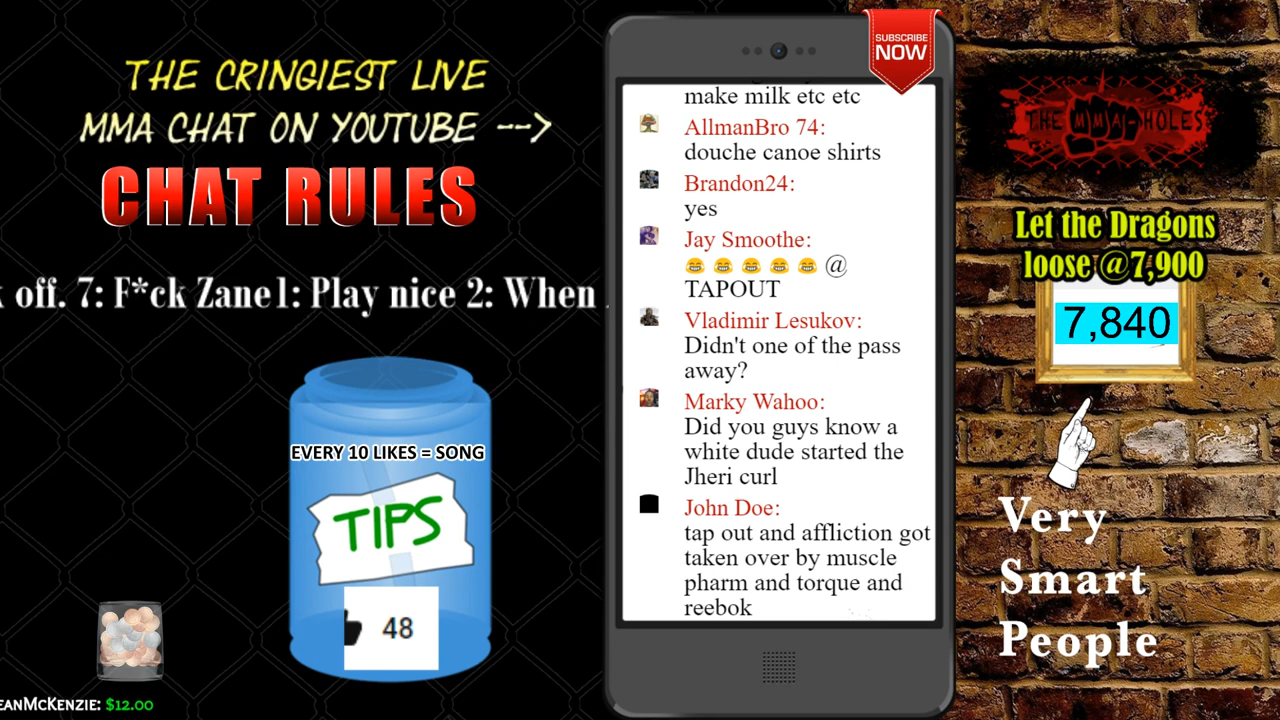 THE CRINGIEST LIVE
MMA CHAT ON YOUTUBE -->
CHAT RULES
off. 7: F*ck Zane1: Play nice 2: When
EVERY 10 LIKES = SONG
TIPS
48
EANMCKENZIE: $12.00
SUBSCRIBE
NOW
make milk etc etc
AllmanBro 74:
douche canoe shirts
Brandon24:
yes
Jay Smoothe:
😂 😂 😂 😂 😂 @
TAPOUT
Vladimir Lesukov:
Didn't one of the pass
away?
Marky Wahoo:
Did you guys know a
white dude started the
Jheri curl
John Doe:
tap out and affliction got
taken over by muscle
pharm and torque and
reebok
THE MMA-HOLES
Let the Dragons
loose @7,900
7,840
Very
Smart
People